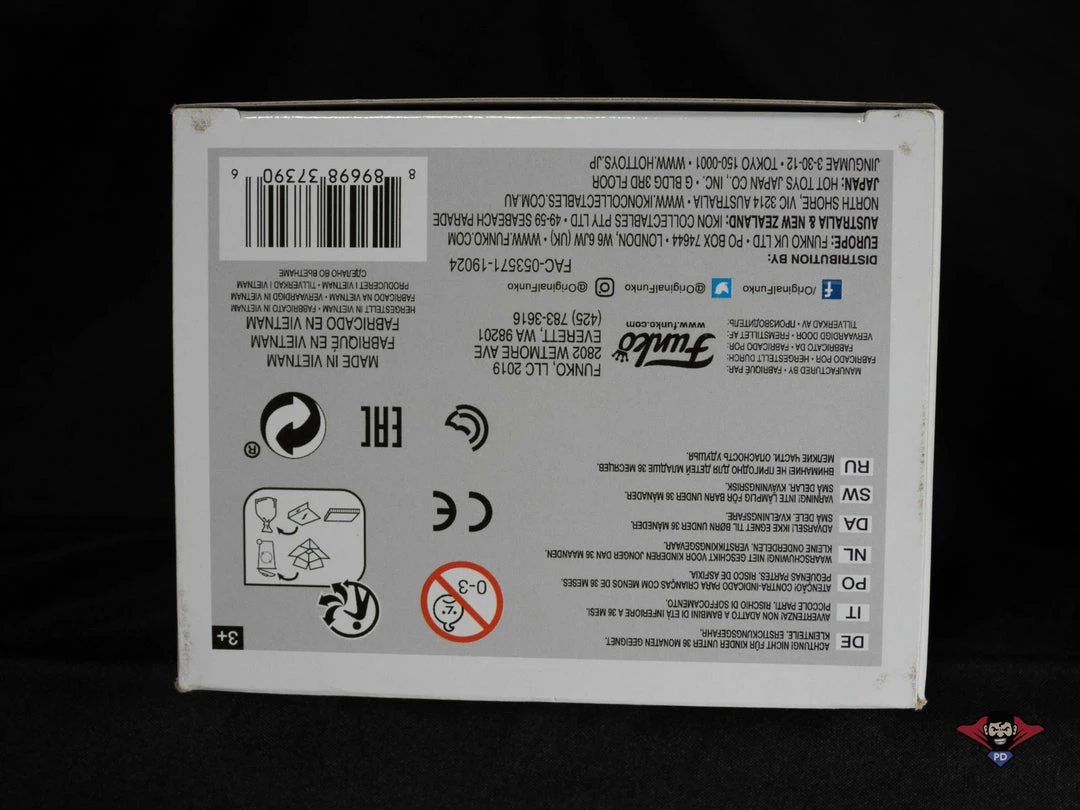 DE ACHTUNG! NICHT FÜR KINDER UNTER 36 MONATEN GEEIGNET.
KLEINTEILE. ERSTICKUNGSGEFAHR.
IT AVVERTENZA! NON ADATTO A BAMBINI DI ETÀ INFERIORE A 36 MESI.
PICCOLE PARTI. RISCHIO DI SOFFOCAMENTO.
PO ATENÇÃO! CONTRA-INDICADO PARA CRIANÇAS COM MENOS DE 36 MESES.
PEQUENAS PARTES. RISCO DE ASFIXIA.
NL WAARSCHUWING! NIET GESCHIKT VOOR KINDEREN JONGER DAN 36 MAANDEN.
KLEINE ONDERDELEN. VERSTIKKINGSGEVAAR.
DA ADVARSEL! EGNER IKKE TIL BØRN UNDER 36 MÅNEDER.
SMÅ DELE. KVÆLNINGSFARE.
SW VARNING! INTE LÄMPLIG FÖR BARN UNDER 36 MÅNADER.
SMÅ DELAR. KVÄVNINGSRISK.
RU ВНИМАНИЕ! НЕ ПРИГОДНО ДЛЯ ДЕТЕЙ МЛАДШЕ 36 МЕСЯЦЕВ.
МЕЛКИЕ ЧАСТИ. ОПАСНОСТЬ УДУШЬЯ.
0-3
3+
CE
EAC
®
MANUFACTURED BY • FABRIQUÉ PAR:
FABRICADO POR • HERGESTELLT DURCH:
FABBRICATO DA • FABRICADO POR:
VERVAARDIGD DOOR • FREMSTILLET AF:
TILLVERKAD AV • ПРОИЗВОДИТЕЛЬ:
Funko
www.funko.com
FUNKO, LLC 2019
2802 WETMORE AVE
EVERETT, WA 98201
(425) 783-3616
/OriginalFunko @OriginalFunko @OriginalFunko
FAC-053571-19024
DISTRIBUTION BY:
EUROPE: FUNKO UK LTD • PO BOX 74644 • LONDON, W6 6JW (UK) • WWW.FUNKO.COM
AUSTRALIA & NEW ZEALAND: IKON COLLECTABLES PTY LTD • 49-59 SEABEACH PARADE
NORTH SHORE, VIC 3214 AUSTRALIA • WWW.IKONCOLLECTABLES.COM.AU
JAPAN: HOT TOYS JAPAN CO., INC. • G BLDG 3RD FLOOR
JINGUMAE 3-30-12 • TOKYO 150-0001 • WWW.HOTTOYS.JP
MADE IN VIETNAM
FABRIQUÉ EN VIETNAM
FABRICADO EN VIETNAM
HERGESTELLT IN VIETNAM • FABBRICATO IN VIETNAM
FABRICADO NA VIETNAM • VERVAARDIGD IN VIETNAM
PRODUCERET I VIETNAM • TILLVERKAD I VIETNAM
СДЕЛАНО ВО ВЬЕТНАМЕ
8 89698 37390 6
PD